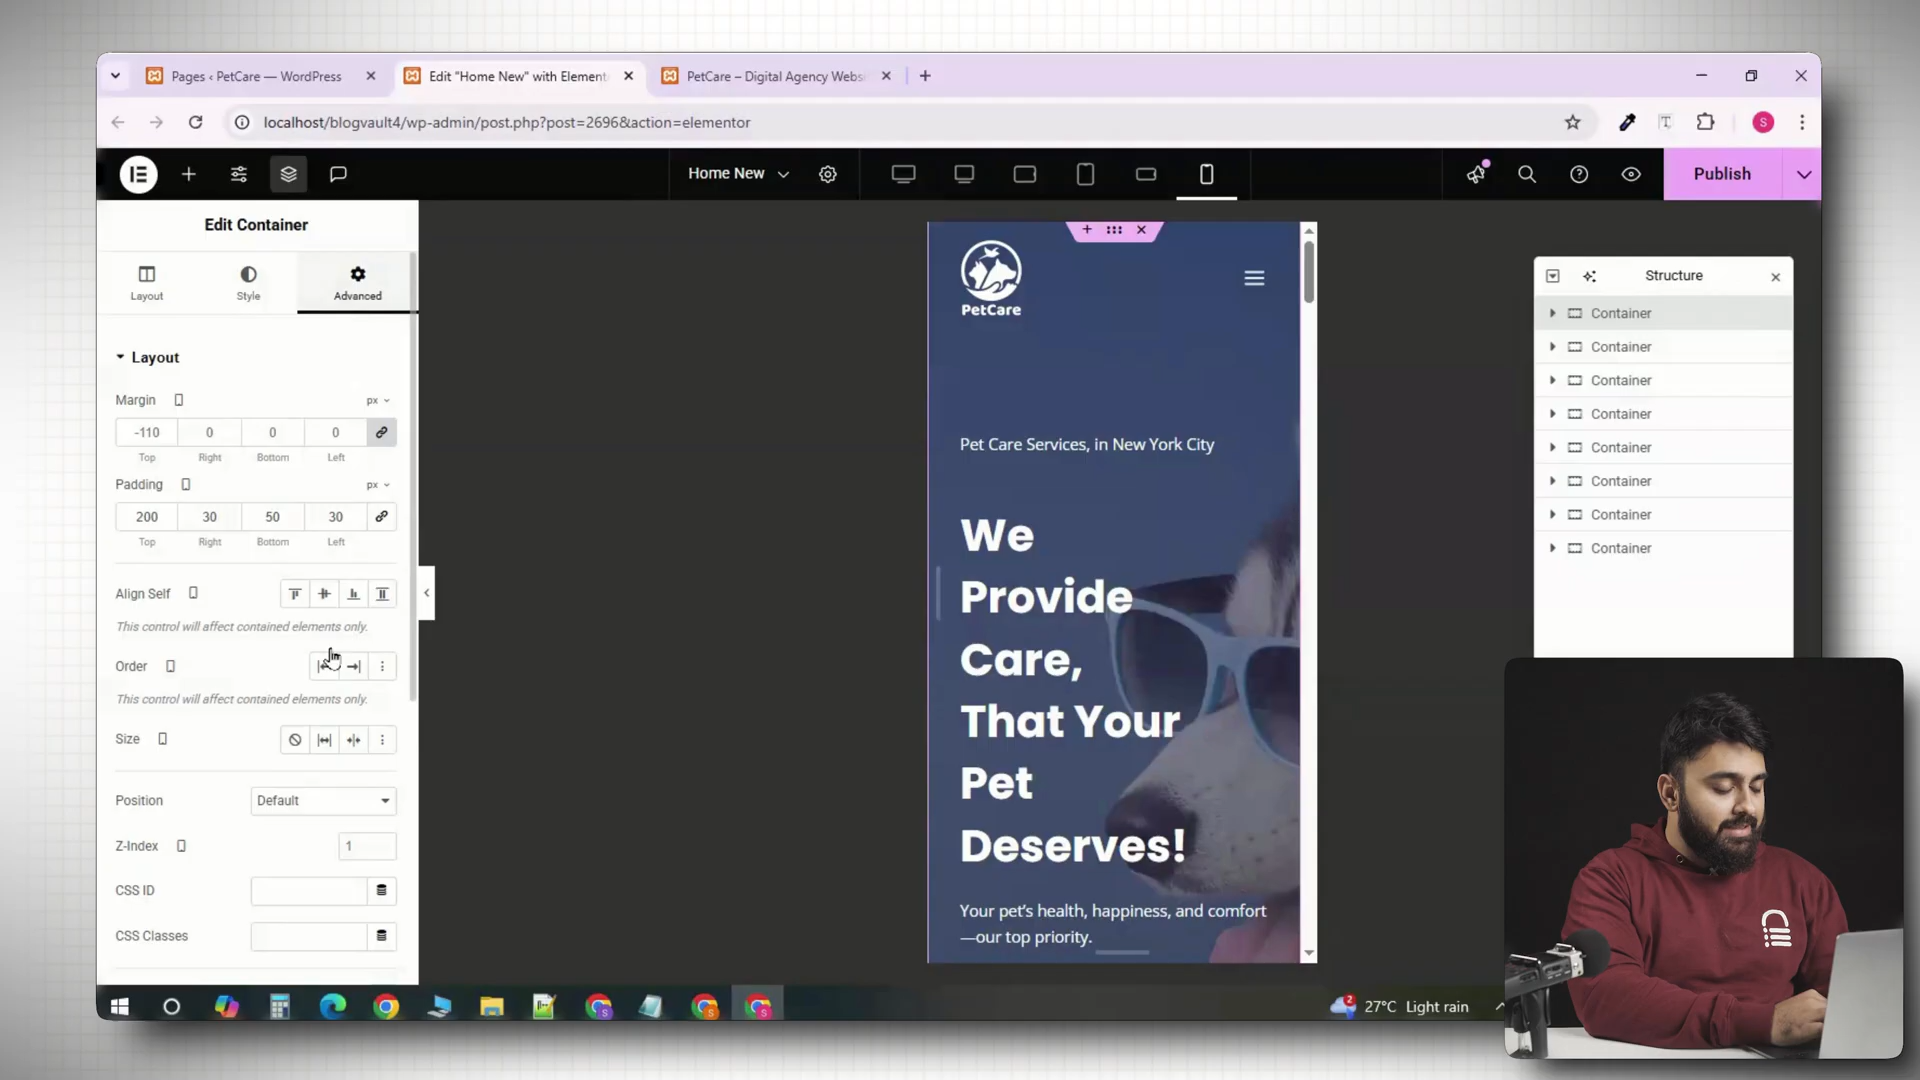 Pages ‹ PetCare — WordPress
Edit "Home New" with Element
PetCare – Digital Agency Websi
localhost/blogvault4/wp-admin/post.php?post=2696&action=elementor
S
Home New
Publish
Edit Container
Layout
Style
Advanced
Layout
Margin
px
-110
0
0
0
Top
Right
Bottom
Left
Padding
px
200
30
50
30
Top
Right
Bottom
Left
Align Self
This control will affect contained elements only.
Order
This control will affect contained elements only.
Size
Position
Default
Z-Index
1
CSS ID
CSS Classes
PetCare
Pet Care Services, in New York City
We
Provide
Care,
That Your
Pet
Deserves!
Your pet's health, happiness, and comfort
—our top priority.
Structure
Container
Container
Container
Container
Container
Container
Container
Container
2
27°C Light rain